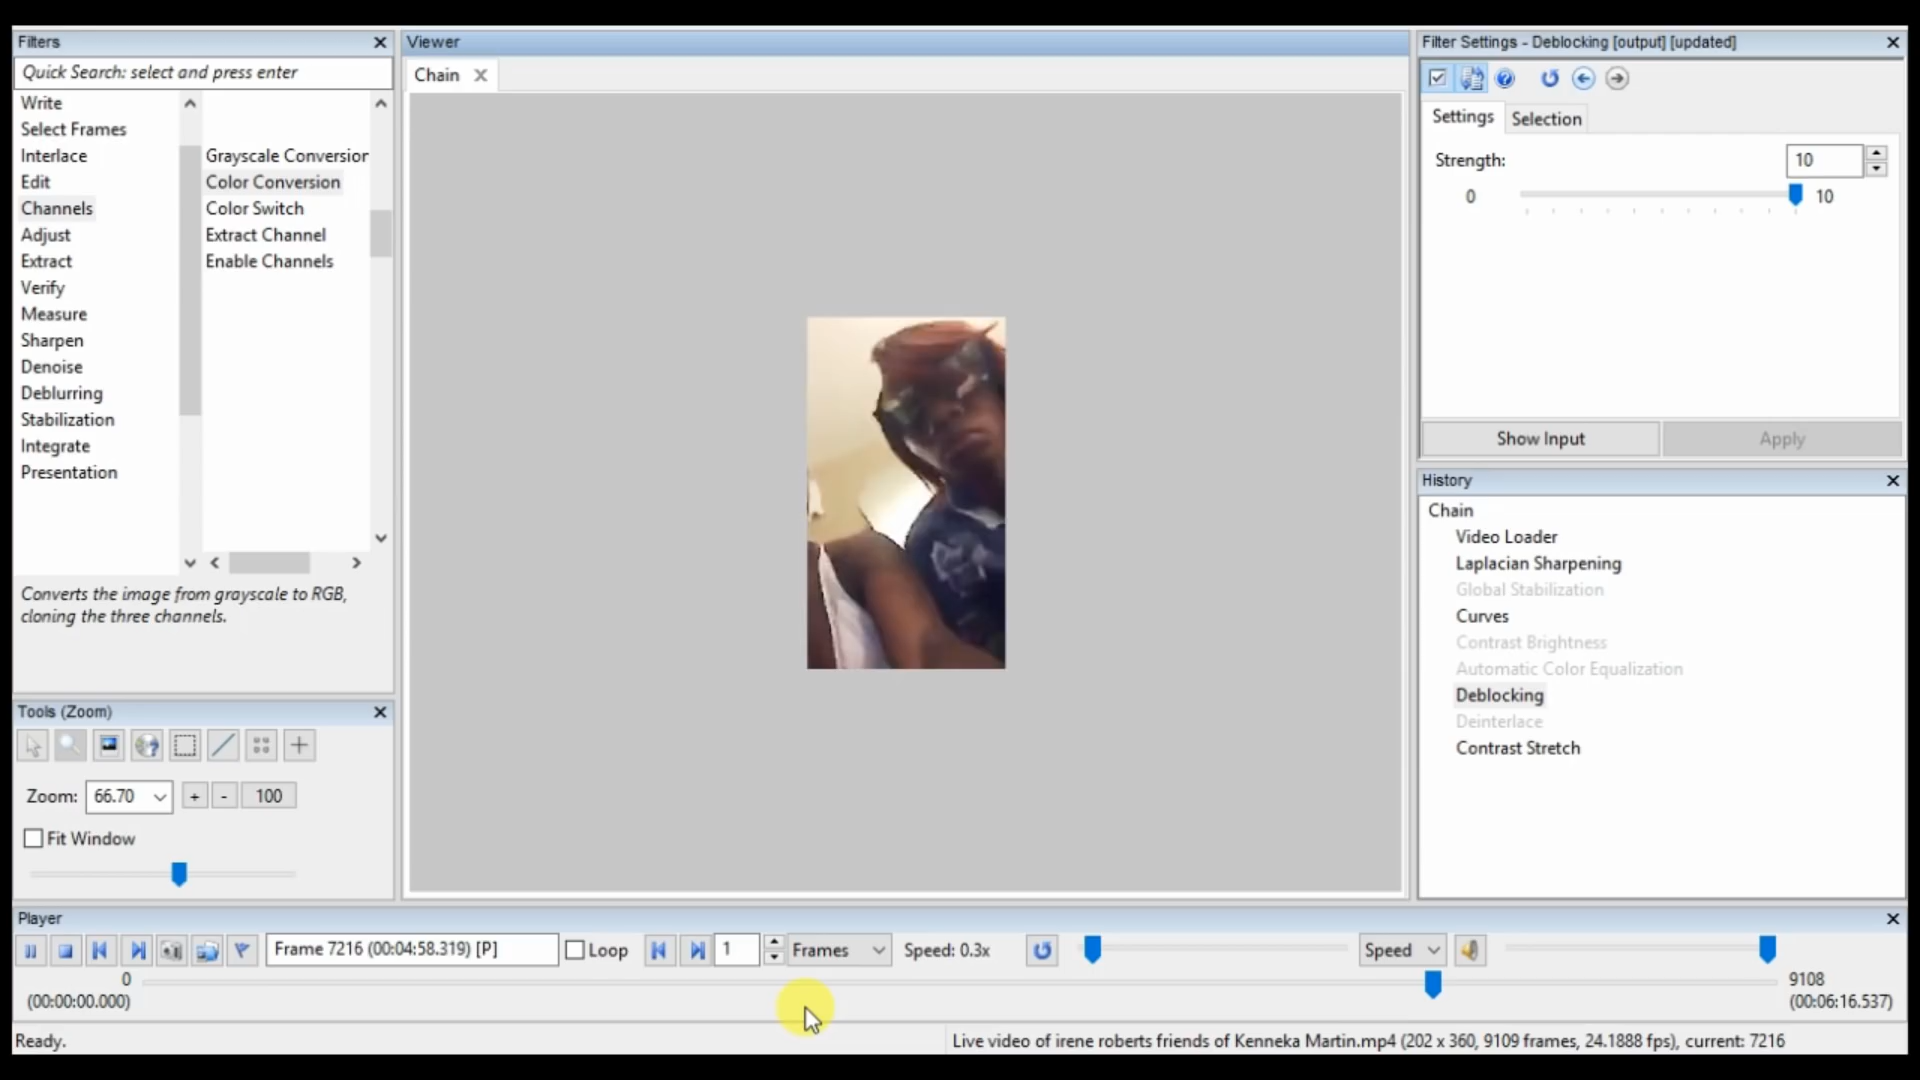 Filters
Quick Search: select and press enter
Write
Select Frames
Interlace
Edit
Channels
Adjust
Extract
Verify
Measure
Sharpen
Denoise
Deblurring
Stabilization
Integrate
Presentation
Grayscale Conversion
Color Conversion
Color Switch
Extract Channel
Enable Channels
Converts the image from grayscale to RGB,
cloning the three channels.
Tools (Zoom)
Zoom: 66.70 + - 100
Fit Window
Viewer
Chain
Filter Settings - Deblocking [output] [updated]
Settings Selection
Strength: 10
0 10
Show Input Apply
History
Chain
Video Loader
Laplacian Sharpening
Global Stabilization
Curves
Contrast Brightness
Automatic Color Equalization
Deblocking
Deinterlace
Contrast Stretch
Player
Frame 7216 (00:04:58.319) [P] Loop 1 Frames Speed: 0.3x Speed
0 9108
(00:00:00.000) (00:06:16.537)
Ready. Live video of irene roberts friends of Kenneka Martin.mp4 (202 x 360, 9109 frames, 24.1888 fps), current: 7216